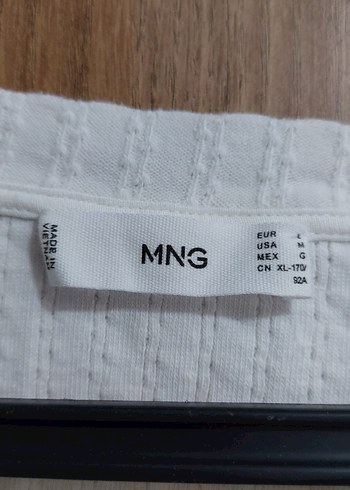 MADE IN
VIETNAM
MNG
EUR L
USA M
MEX G
CN XL-170/
92A